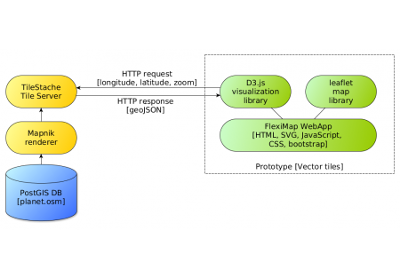 HTTP request
[longitude, latitude, zoom]
TileStache
Tile Server
HTTP response
[geoJSON]
D3.js
visualization
library
leaflet
map
library
Mapnik
renderer
FlexiMap WebApp
[HTML, SVG, JavaScript,
CSS, bootstrap]
Prototype [Vector tiles]
PostGIS DB
[planet.osm]